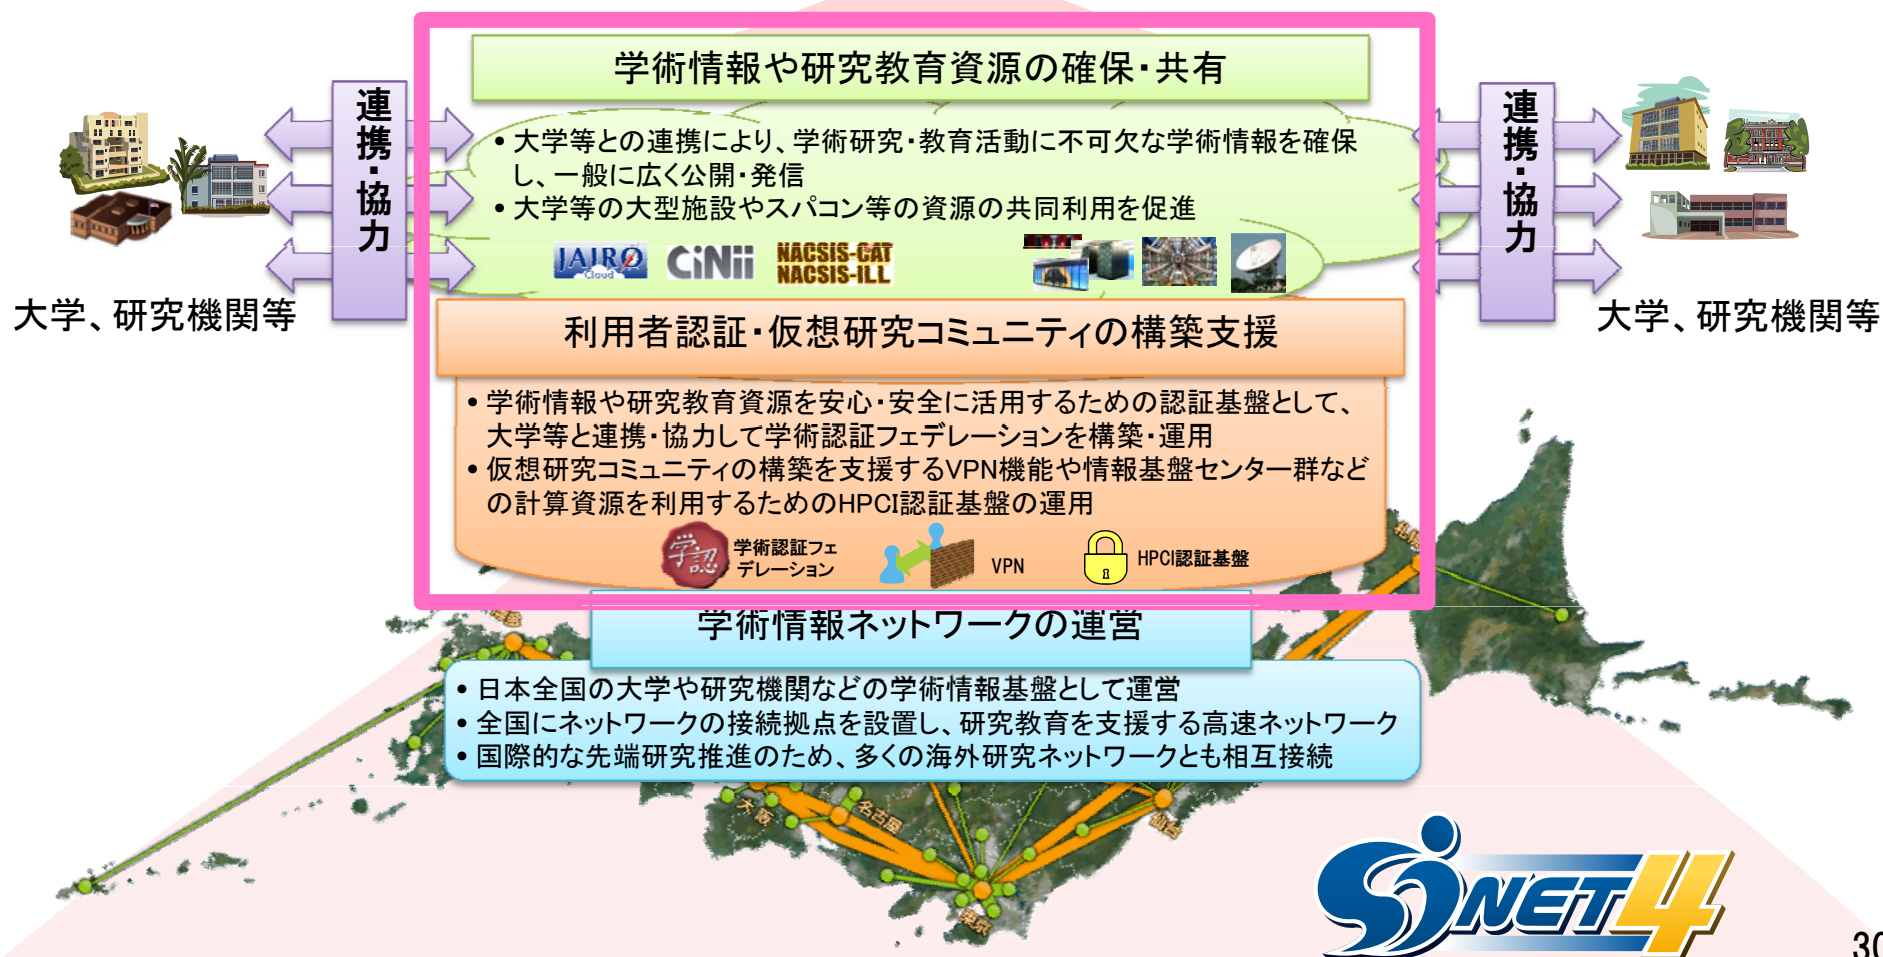 学術情報や研究教育資源の確保・共有
連携・協力
連携・協力
• 大学等との連携により、学術研究・教育活動に不可欠な学術情報を確保
し、一般に広く公開・発信
• 大学等の大型施設やスパコン等の資源の共同利用を促進
JAIRO
Cloud
CiNii
NACSIS-CAT
NACSIS-ILL
大学、研究機関等
大学、研究機関等
利用者認証・仮想研究コミュニティの構築支援
• 学術情報や研究教育資源を安心・安全に活用するための認証基盤として、
大学等と連携・協力して学術認証フェデレーションを構築・運用
• 仮想研究コミュニティの構築を支援するVPN機能や情報基盤センター群など
の計算資源を利用するためのHPCI認証基盤の運用
学認
学術認証フェ
デレーション
VPN
HPCI認証基盤
学術情報ネットワークの運営
• 日本全国の大学や研究機関などの学術情報基盤として運営
• 全国にネットワークの接続拠点を設置し、研究教育を支援する高速ネットワーク
• 国際的な先端研究推進のため、多くの海外研究ネットワークとも相互接続
大阪
名古屋
仙台
東京
SINET4
30